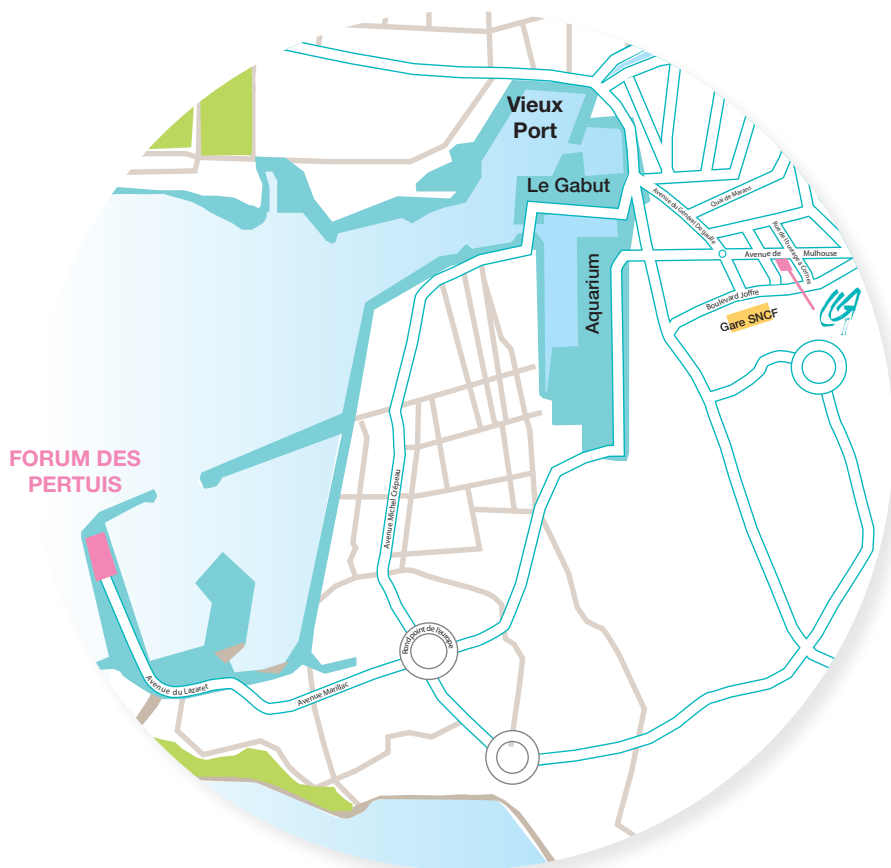 Vieux
Port
Le Gabut
Quai de Marans
Avenue du Général De gaulle
Avenue de Mulhouse
Boulevard Joffre
Gare SNCF
Aquarium
FORUM DES
PERTUIS
Avenue Michel Crépeau
Rond point de l'europe
Avenue du Lazaret
Avenue Marillac